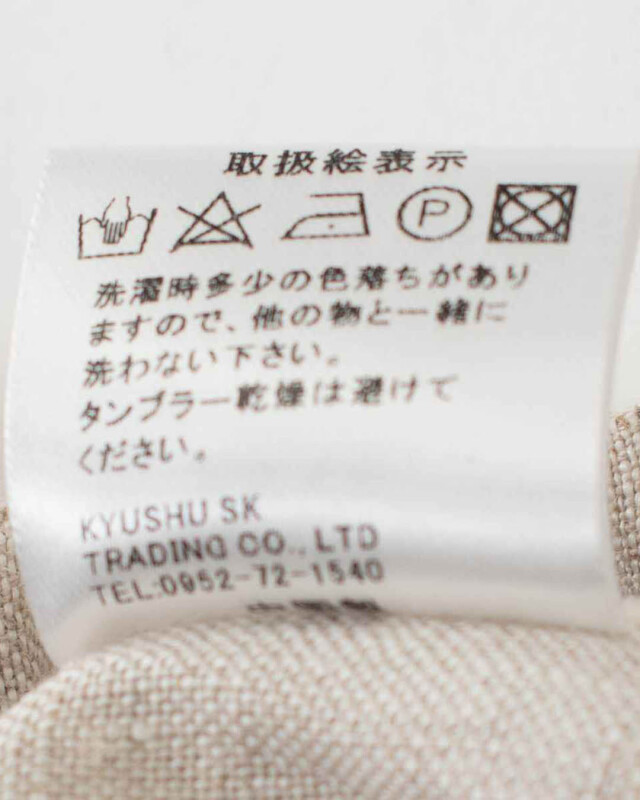 取扱絵表示
P
洗濯時多少の色落ちがあり
ますので、他の物と一緒に
洗わない下さい。
タンブラー乾燥は避けて
ください。
KYUSHU SK
TRADING CO., LTD
TEL:0952-72-1540